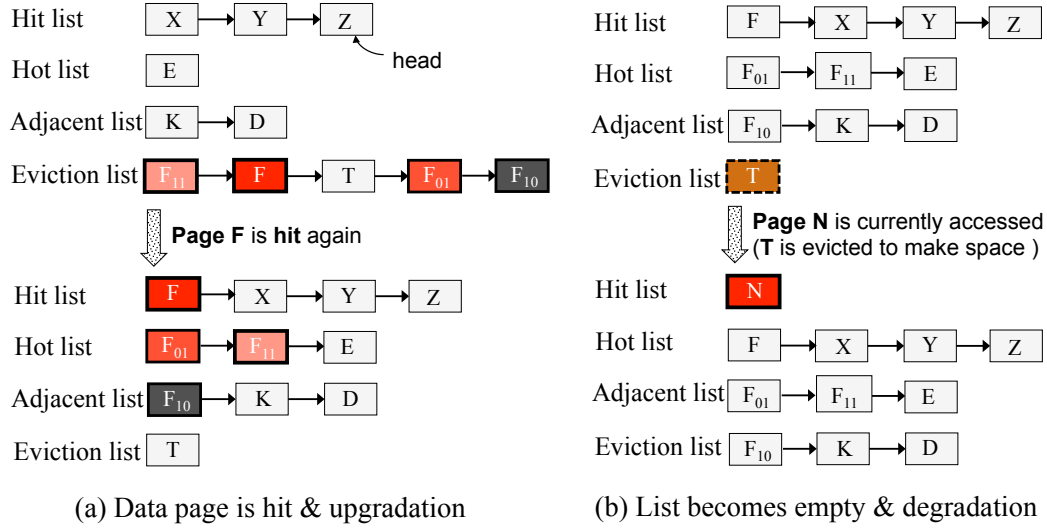 Hit list X Y Z
head
Hot list E
Adjacent list K D
Eviction list F11 F T F01 F10
Page F is hit again
Hit list F X Y Z
Hot list F01 F11 E
Adjacent list F10 K D
Eviction list T
(a) Data page is hit & upgradation
Hit list F X Y Z
Hot list F01 F11 E
Adjacent list F10 K D
Eviction list T
Page N is currently accessed
(T is evicted to make space )
Hit list N
Hot list F X Y Z
Adjacent list F01 F11 E
Eviction list F10 K D
(b) List becomes empty & degradation